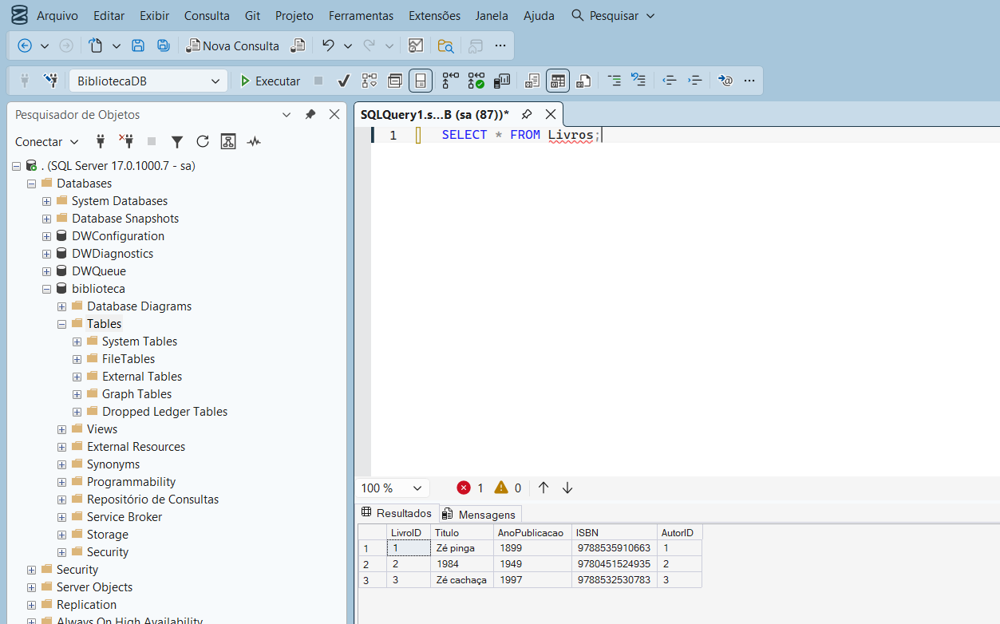 Arquivo Editar Exibir Consulta Git Projeto Ferramentas Extensões Janela Ajuda Pesquisar
Nova Consulta
BibliotecaDB Executar
Pesquisador de Objetos
Conectar
. (SQL Server 17.0.1000.7 - sa)
Databases
System Databases
Database Snapshots
DWConfiguration
DWDiagnostics
DWQueue
biblioteca
Database Diagrams
Tables
System Tables
FileTables
External Tables
Graph Tables
Dropped Ledger Tables
Views
External Resources
Synonyms
Programmability
Repositório de Consultas
Service Broker
Storage
Security
Security
Server Objects
Replication
Always On High Availability
SQLQuery1.s...B (sa (87))*
1 SELECT * FROM Livros;
100 % 1 0
Resultados Mensagens
LivroID Titulo AnoPublicacao ISBN AutorID
1 1 Zé pinga 1899 9788535910663 1
2 2 1984 1949 9780451524935 2
3 3 Zé cachaça 1997 9788532530783 3